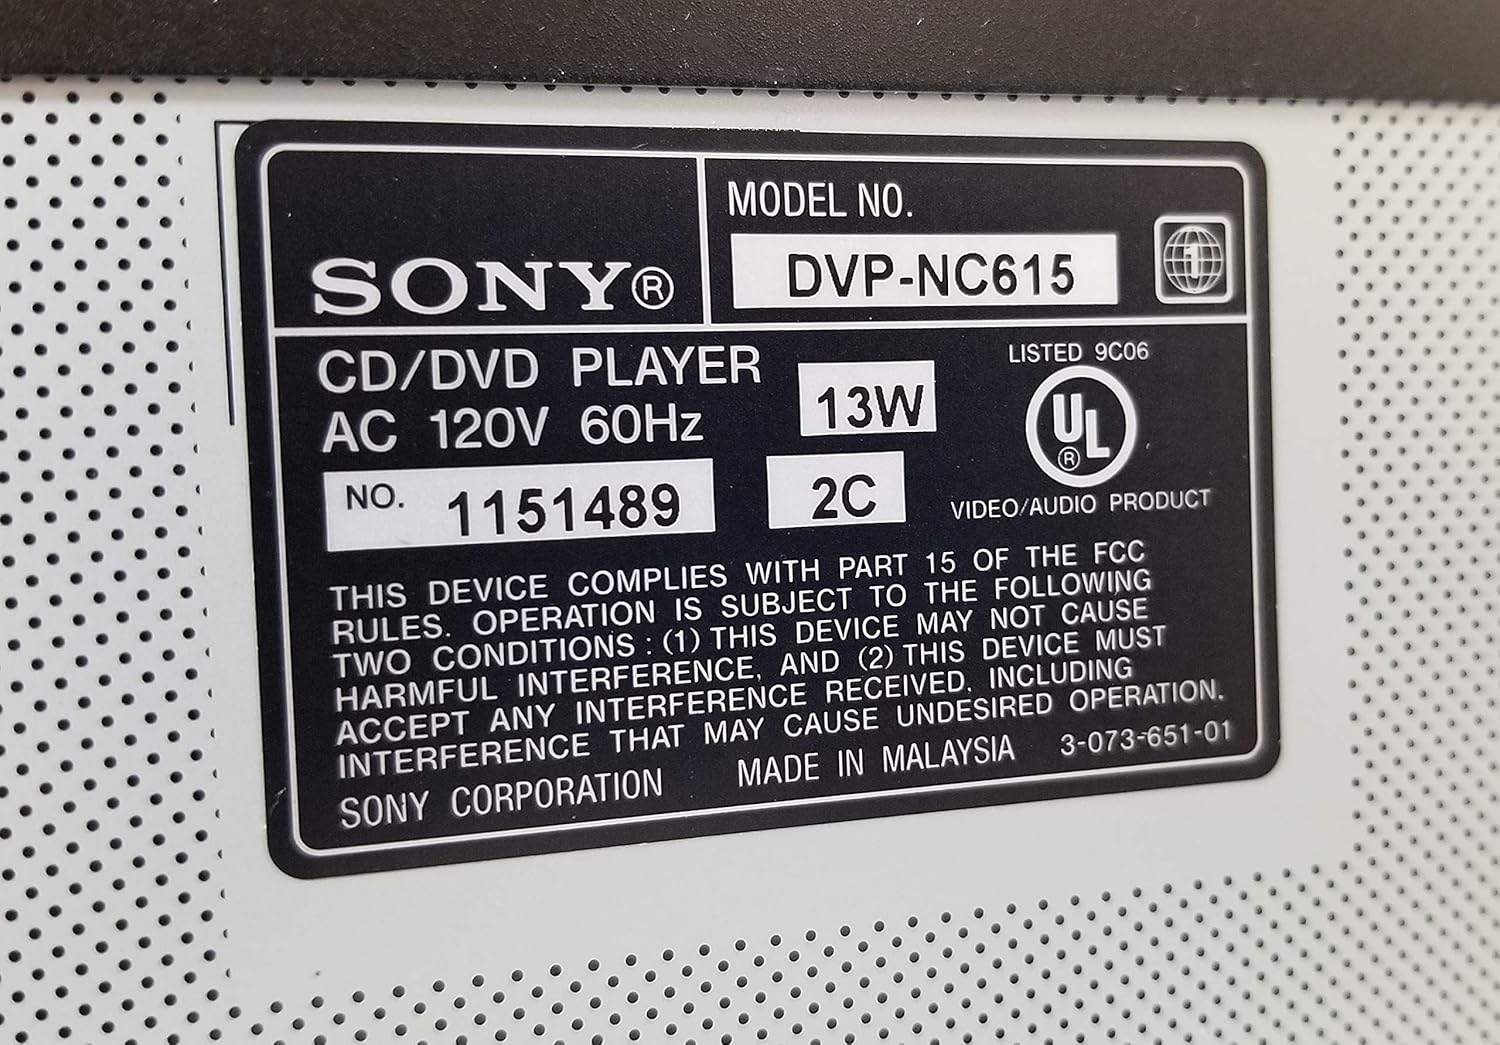 SONY®
MODEL NO.
DVP-NC615
1
CD/DVD PLAYER
AC 120V 60Hz
13W
NO. 1151489
2C
LISTED 9C06
UL®
VIDEO/AUDIO PRODUCT
THIS DEVICE COMPLIES WITH PART 15 OF THE FCC
RULES. OPERATION IS SUBJECT TO THE FOLLOWING
TWO CONDITIONS : (1) THIS DEVICE MAY NOT CAUSE
HARMFUL INTERFERENCE, AND (2) THIS DEVICE MUST
ACCEPT ANY INTERFERENCE RECEIVED, INCLUDING
INTERFERENCE THAT MAY CAUSE UNDESIRED OPERATION.
SONY CORPORATION MADE IN MALAYSIA 3-073-651-01